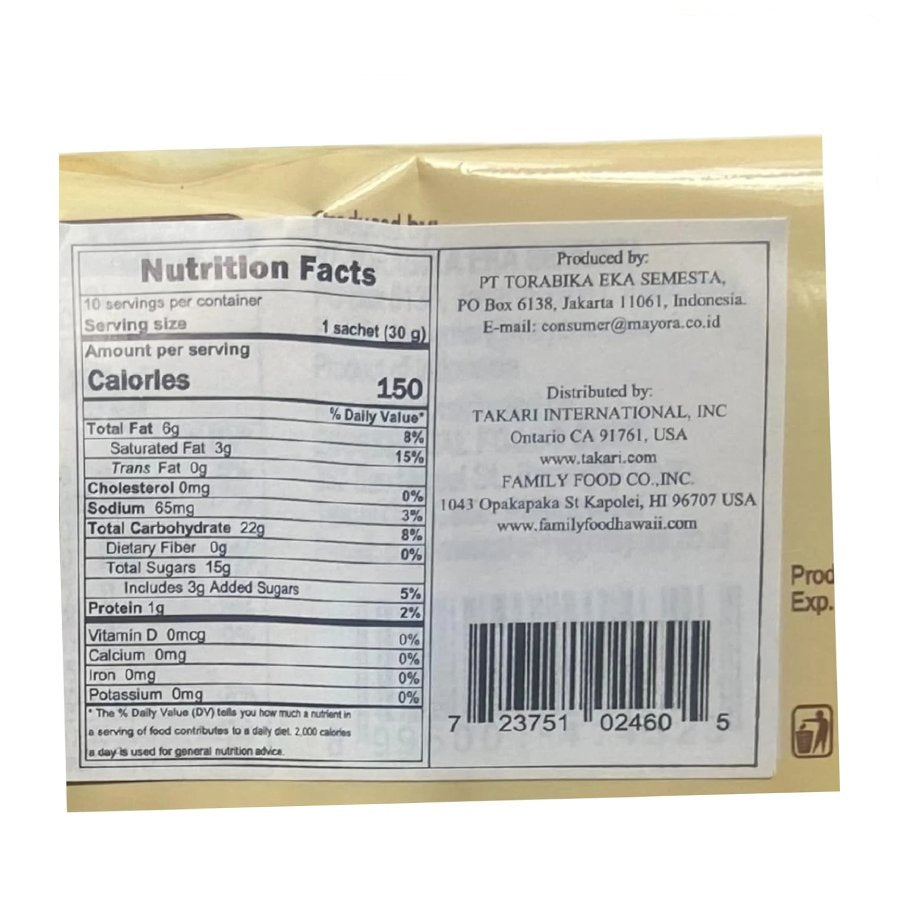 Nutrition Facts
10 servings per container
Serving size 1 sachet (30 g)
Amount per serving
Calories 150
% Daily Value*
Total Fat 6g 8%
Saturated Fat 3g 15%
Trans Fat 0g
Cholesterol 0mg 0%
Sodium 65mg 3%
Total Carbohydrate 22g 8%
Dietary Fiber 0g 0%
Total Sugars 15g
Includes 3g Added Sugars 5%
Protein 1g 2%
Vitamin D 0mcg 0%
Calcium 0mg 0%
Iron 0mg 0%
Potassium 0mg 0%
* The % Daily Value (DV) tells you how much a nutrient in
a serving of food contributes to a daily diet. 2,000 calories
a day is used for general nutrition advice.
Produced by:
PT TORABIKA EKA SEMESTA,
PO Box 6138, Jakarta 11061, Indonesia.
E-mail: consumer@mayora.co.id
Distributed by:
TAKARI INTERNATIONAL, INC
Ontario CA 91761, USA
www.takari.com
FAMILY FOOD CO.,INC.
1043 Opakapaka St Kapolei, HI 96707 USA
www.familyfoodhawaii.com
7 23751 02460 5
Prod
Exp.